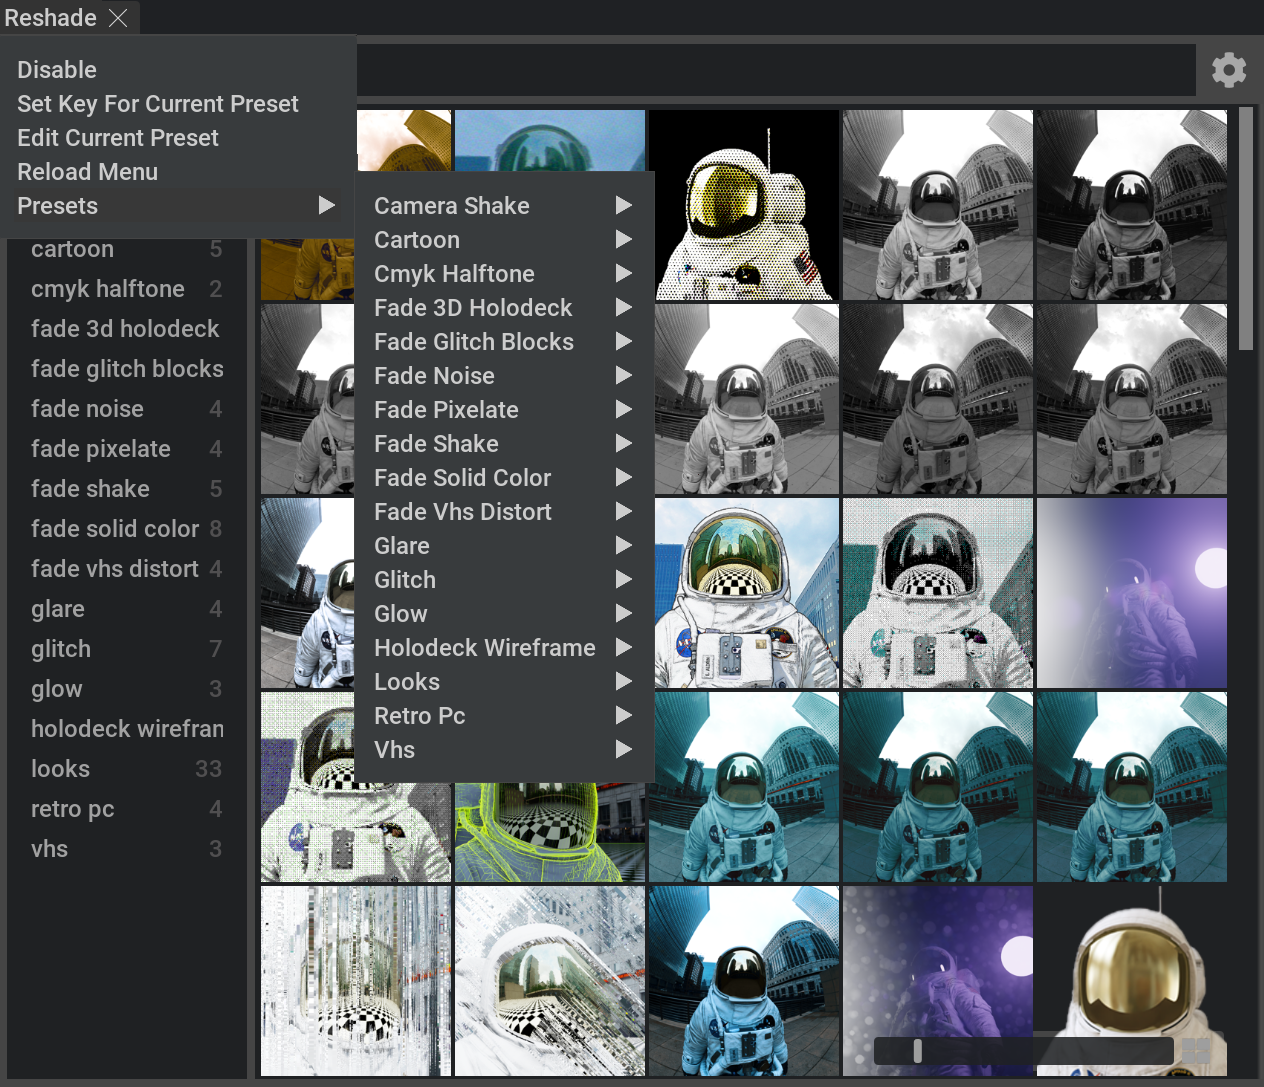 Reshade
Disable
Set Key For Current Preset
Edit Current Preset
Reload Menu
Presets
Camera Shake
Cartoon
Cmyk Halftone
Fade 3D Holodeck
Fade Glitch Blocks
Fade Noise
Fade Pixelate
Fade Shake
Fade Solid Color
Fade Vhs Distort
Glare
Glitch
Glow
Holodeck Wireframe
Looks
Retro Pc
Vhs
cartoon 5
cmyk halftone 2
fade 3d holodeck
fade glitch blocks
fade noise 4
fade pixelate 4
fade shake 5
fade solid color 8
fade vhs distort 4
glare 4
glitch 7
glow 3
holodeck wirefran
looks 33
retro pc 4
vhs 3